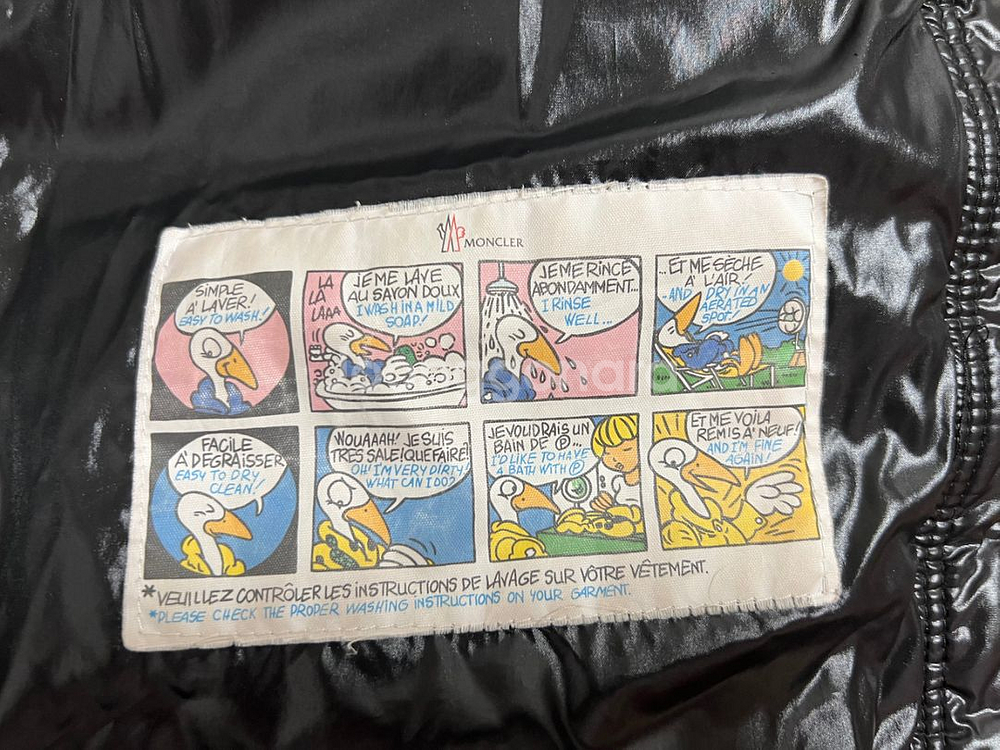 MONCLER
SIMPLE
A' LAVER!
EASY TO WASH!
LA
LA
LAAA
JE ME LAVE
AU SAVON DOUX
I WASH IN A MILD
SOAP!
JE ME RINCE
ABONDAMMENT...
I RINSE
WELL...
...ET ME SÈCHE
A' L'AIR...
...AND DRY IN AN
AERATED
SPOT!
FACILE
A' DÉGRAISSER
EASY TO DRY
CLEAN!
WOUAAAH! JE SUIS
TRÈS SALE! QUE FAIRE!
OH! I'M VERY DIRTY!
WHAT CAN I DO?
JE VOUDRAIS UN
BAIN DE Ⓟ...
I'D LIKE TO HAVE
A BATH WITH Ⓟ
ET ME VOILA
REMIS A' NEUF!
AND I'M FINE
AGAIN!
*VEUILLEZ CONTRÔLER LES INSTRUCTIONS DE LAVAGE SUR VÔTRE VÊTEMENT.
*PLEASE CHECK THE PROPER WASHING INSTRUCTIONS ON YOUR GARMENT.